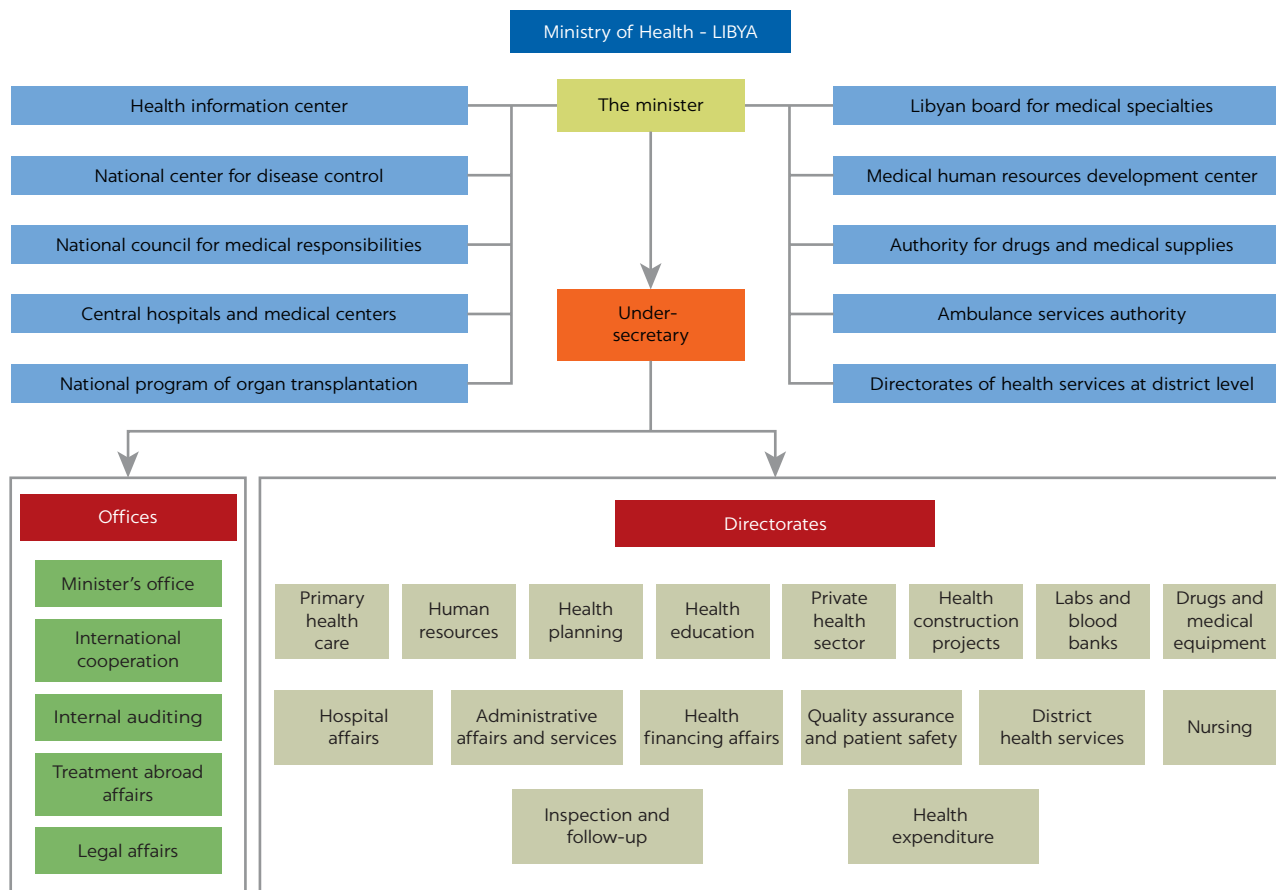 Ministry of Health - LIBYA
The minister
Health information center
National center for disease control
National council for medical responsibilities
Central hospitals and medical centers
National program of organ transplantation
Libyan board for medical specialties
Medical human resources development center
Authority for drugs and medical supplies
Ambulance services authority
Directorates of health services at district level
Under-
secretary
Offices
Minister’s office
International
cooperation
Internal auditing
Treatment abroad
affairs
Legal affairs
Directorates
Primary
health
care
Human
resources
Health
planning
Health
education
Private
health
sector
Health
construction
projects
Labs and
blood
banks
Drugs and
medical
equipment
Hospital
affairs
Administrative
affairs and services
Health
financing affairs
Quality assurance
and patient safety
District
health services
Nursing
Inspection and
follow-up
Health
expenditure